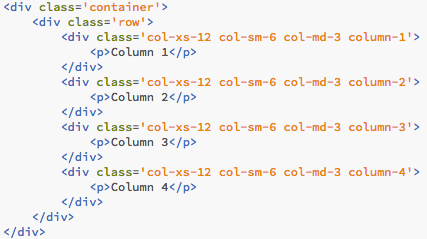 <div class='container'>
    <div class='row'>
        <div class='col-xs-12 col-sm-6 col-md-3 column-1'>
            <p>Column 1</p>
        </div>
        <div class='col-xs-12 col-sm-6 col-md-3 column-2'>
            <p>Column 2</p>
        </div>
        <div class='col-xs-12 col-sm-6 col-md-3 column-3'>
            <p>Column 3</p>
        </div>
        <div class='col-xs-12 col-sm-6 col-md-3 column-4'>
            <p>Column 4</p>
        </div>
    </div>
</div>